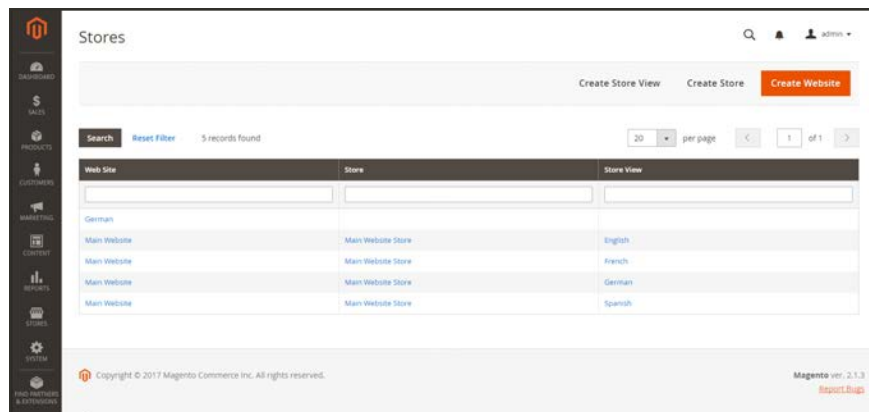 Stores
admin
DASHBOARD
SALES
PRODUCTS
CUSTOMERS
MARKETING
CONTENT
REPORTS
STORES
SYSTEM
FIND PARTNERS
& EXTENSIONS
Create Store View Create Store Create Website
Search Reset Filter 5 records found 20 per page 1 of 1
Web Site Store Store View
German
Main Website Main Website Store English
Main Website Main Website Store French
Main Website Main Website Store German
Main Website Main Website Store Spanish
Copyright © 2017 Magento Commerce Inc. All rights reserved.
Magento ver. 2.1.3
Report Bugs